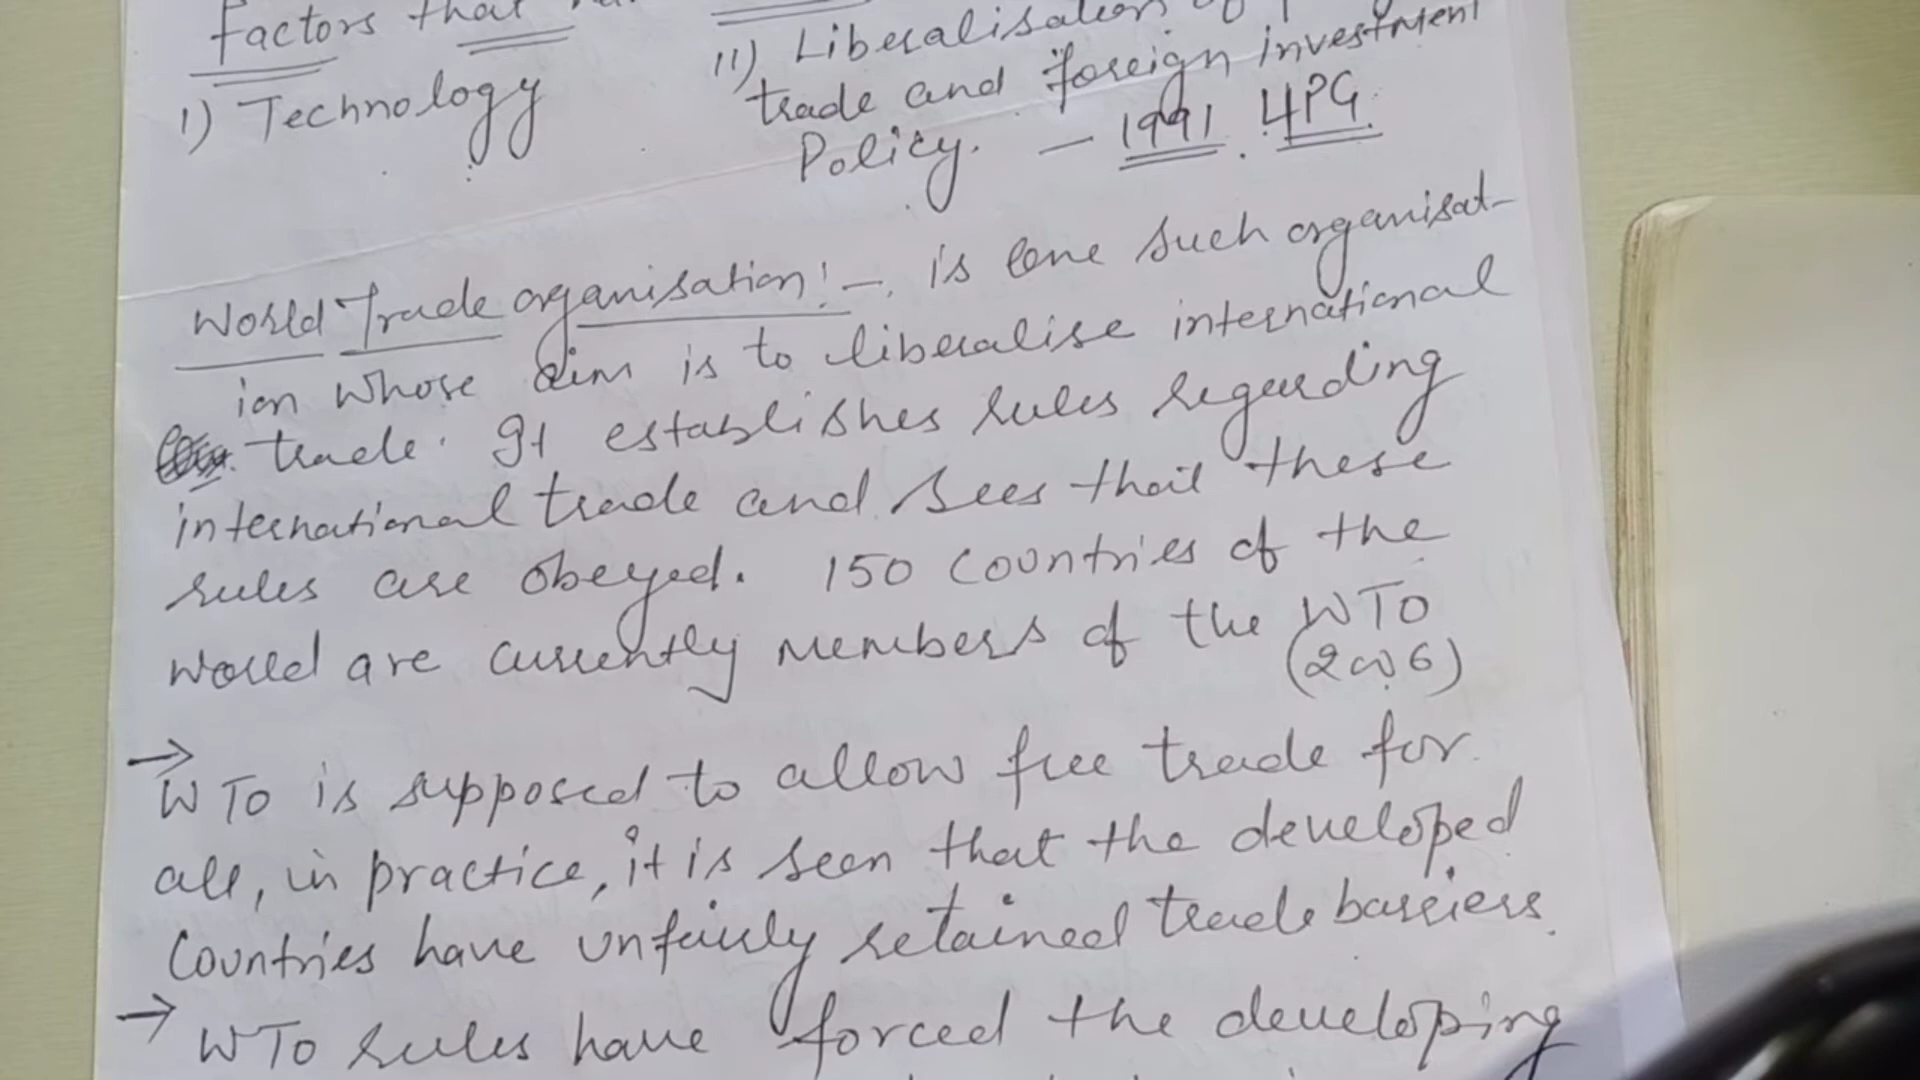 Factors that
1) Technology
11) Liberalisation of
trade and foreign investment
Policy. - 1991. LPG.
World Trade organisation:- is one such organisat-
ion whose aim is to liberalise international
trade. It establishes rules regarding
international trade and sees that these
rules are obeyed. 150 countries of the
world are currently members of the WTO
(2006)
→ WTO is supposed to allow free trade for
all, in practice, it is seen that the developed
Countries have unfairly retained trade barriers.
→ WTO rules have forced the developing